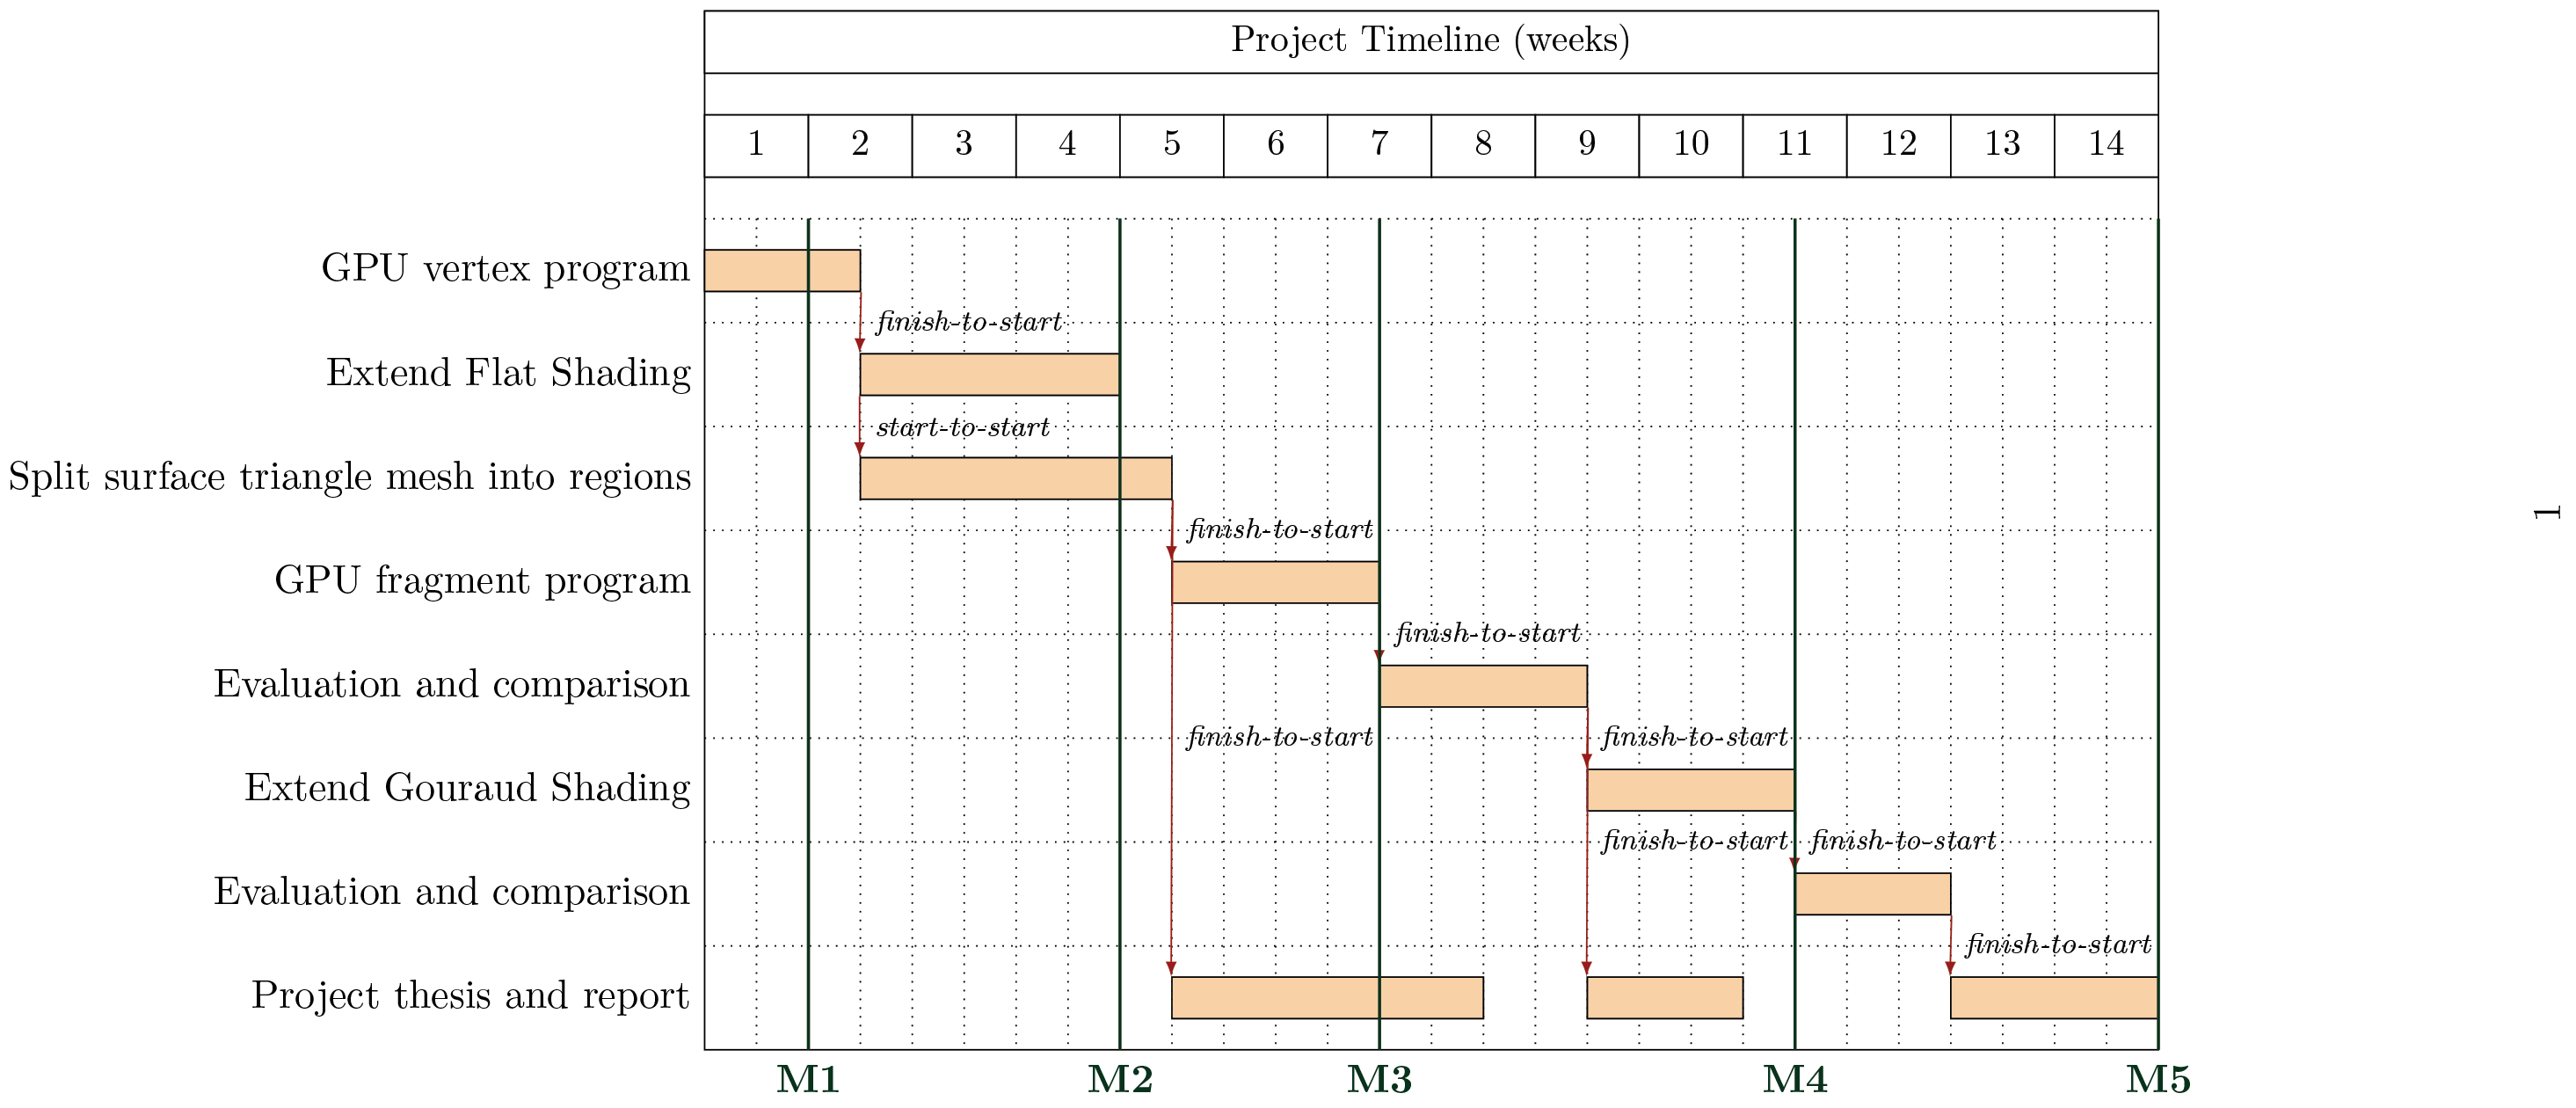 Project Timeline (weeks)
1 2 3 4 5 6 7 8 9 10 11 12 13 14
GPU vertex program
finish-to-start
Extend Flat Shading
start-to-start
Split surface triangle mesh into regions
finish-to-start
GPU fragment program
finish-to-start
Evaluation and comparison
finish-to-start finish-to-start
Extend Gouraud Shading
finish-to-start finish-to-start
Evaluation and comparison
finish-to-start
Project thesis and report
M1 M2 M3 M4 M5
1